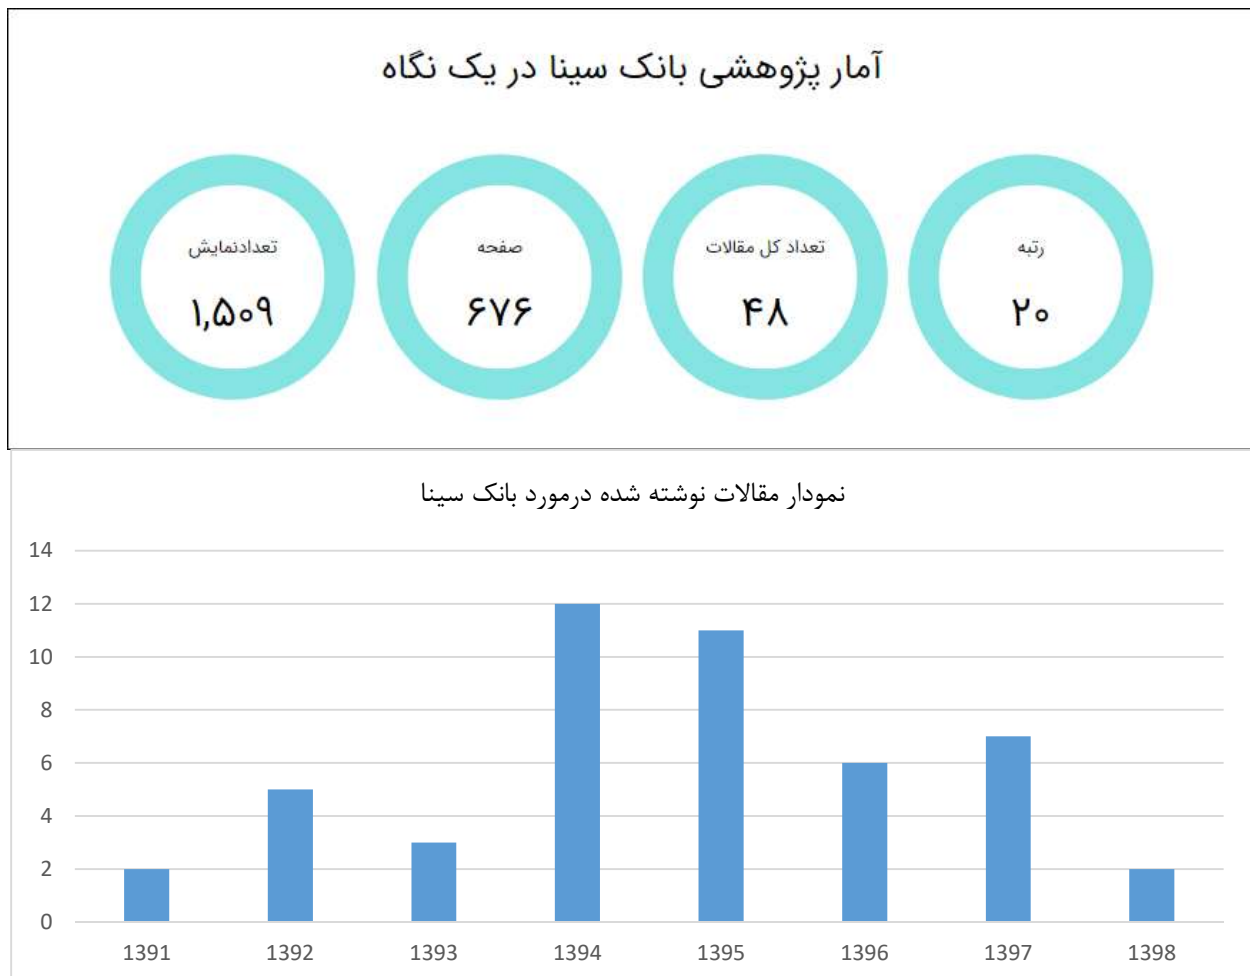 آمار پژوهشی بانک سینا در یک نگاه
رتبه
۲۰
تعداد کل مقالات
۴۸
صفحه
۶۷۶
تعدادنمایش
۱,۵۰۹
نمودار مقالات نوشته شده درمورد بانک سینا
14
12
10
8
6
4
2
0
1391 1392 1393 1394 1395 1396 1397 1398